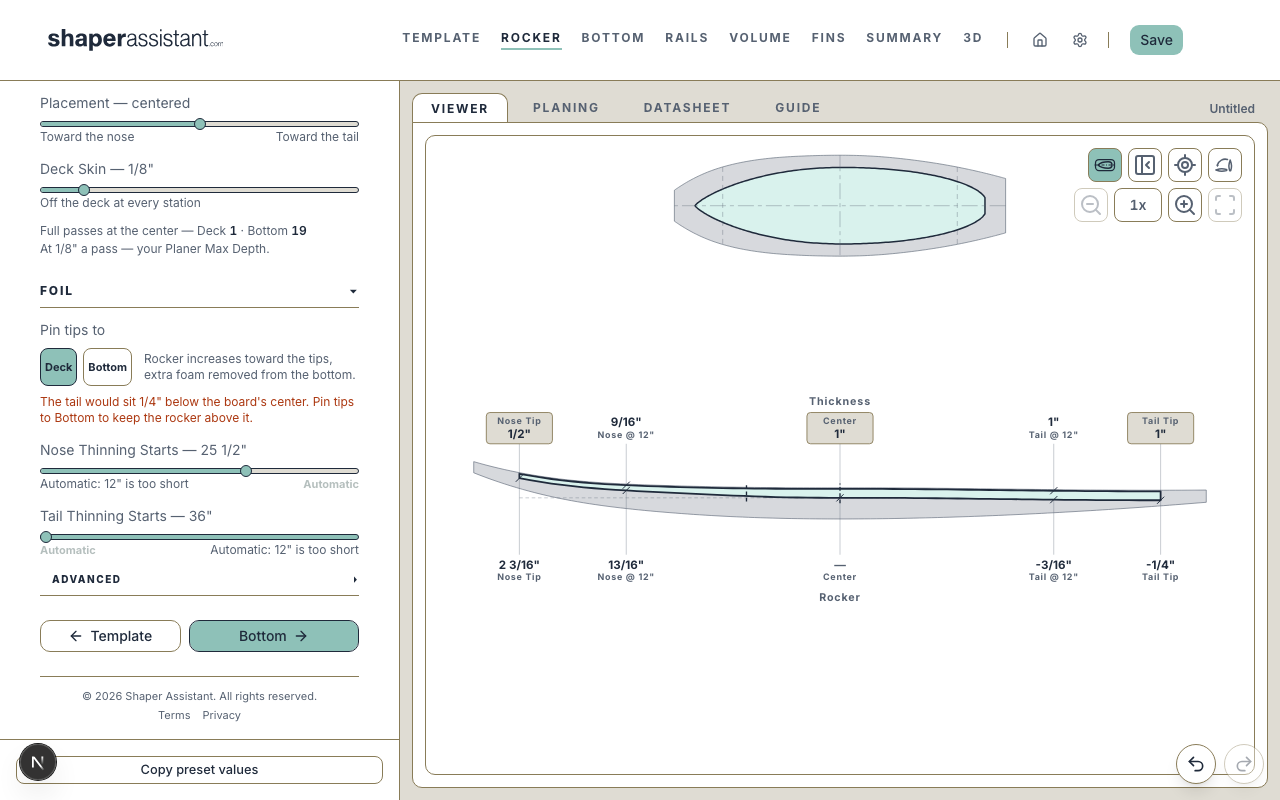 shaperassistant.com
TEMPLATE ROCKER BOTTOM RAILS VOLUME FINS SUMMARY 3D
Save
Placement — centered
Toward the nose Toward the tail
Deck Skin — 1/8"
Off the deck at every station
Full passes at the center — Deck 1 · Bottom 19
At 1/8" a pass — your Planer Max Depth.
FOIL
Pin tips to
Deck Bottom
Rocker increases toward the tips,
extra foam removed from the bottom.
The tail would sit 1/4" below the board's center. Pin tips
to Bottom to keep the rocker above it.
Nose Thinning Starts — 25 1/2"
Automatic: 12" is too short Automatic
Tail Thinning Starts — 36"
Automatic Automatic: 12" is too short
ADVANCED
Template Bottom
© 2026 Shaper Assistant. All rights reserved.
Terms Privacy
N
Copy preset values
VIEWER PLANING DATASHEET GUIDE Untitled
1x
Thickness
Nose Tip 9/16" Center 1" Tail Tip
1/2" Nose @ 12" 1" Tail @ 12" 1"
2 3/16" 13/16" — -3/16" -1/4"
Nose Tip Nose @ 12" Center Tail @ 12" Tail Tip
Rocker